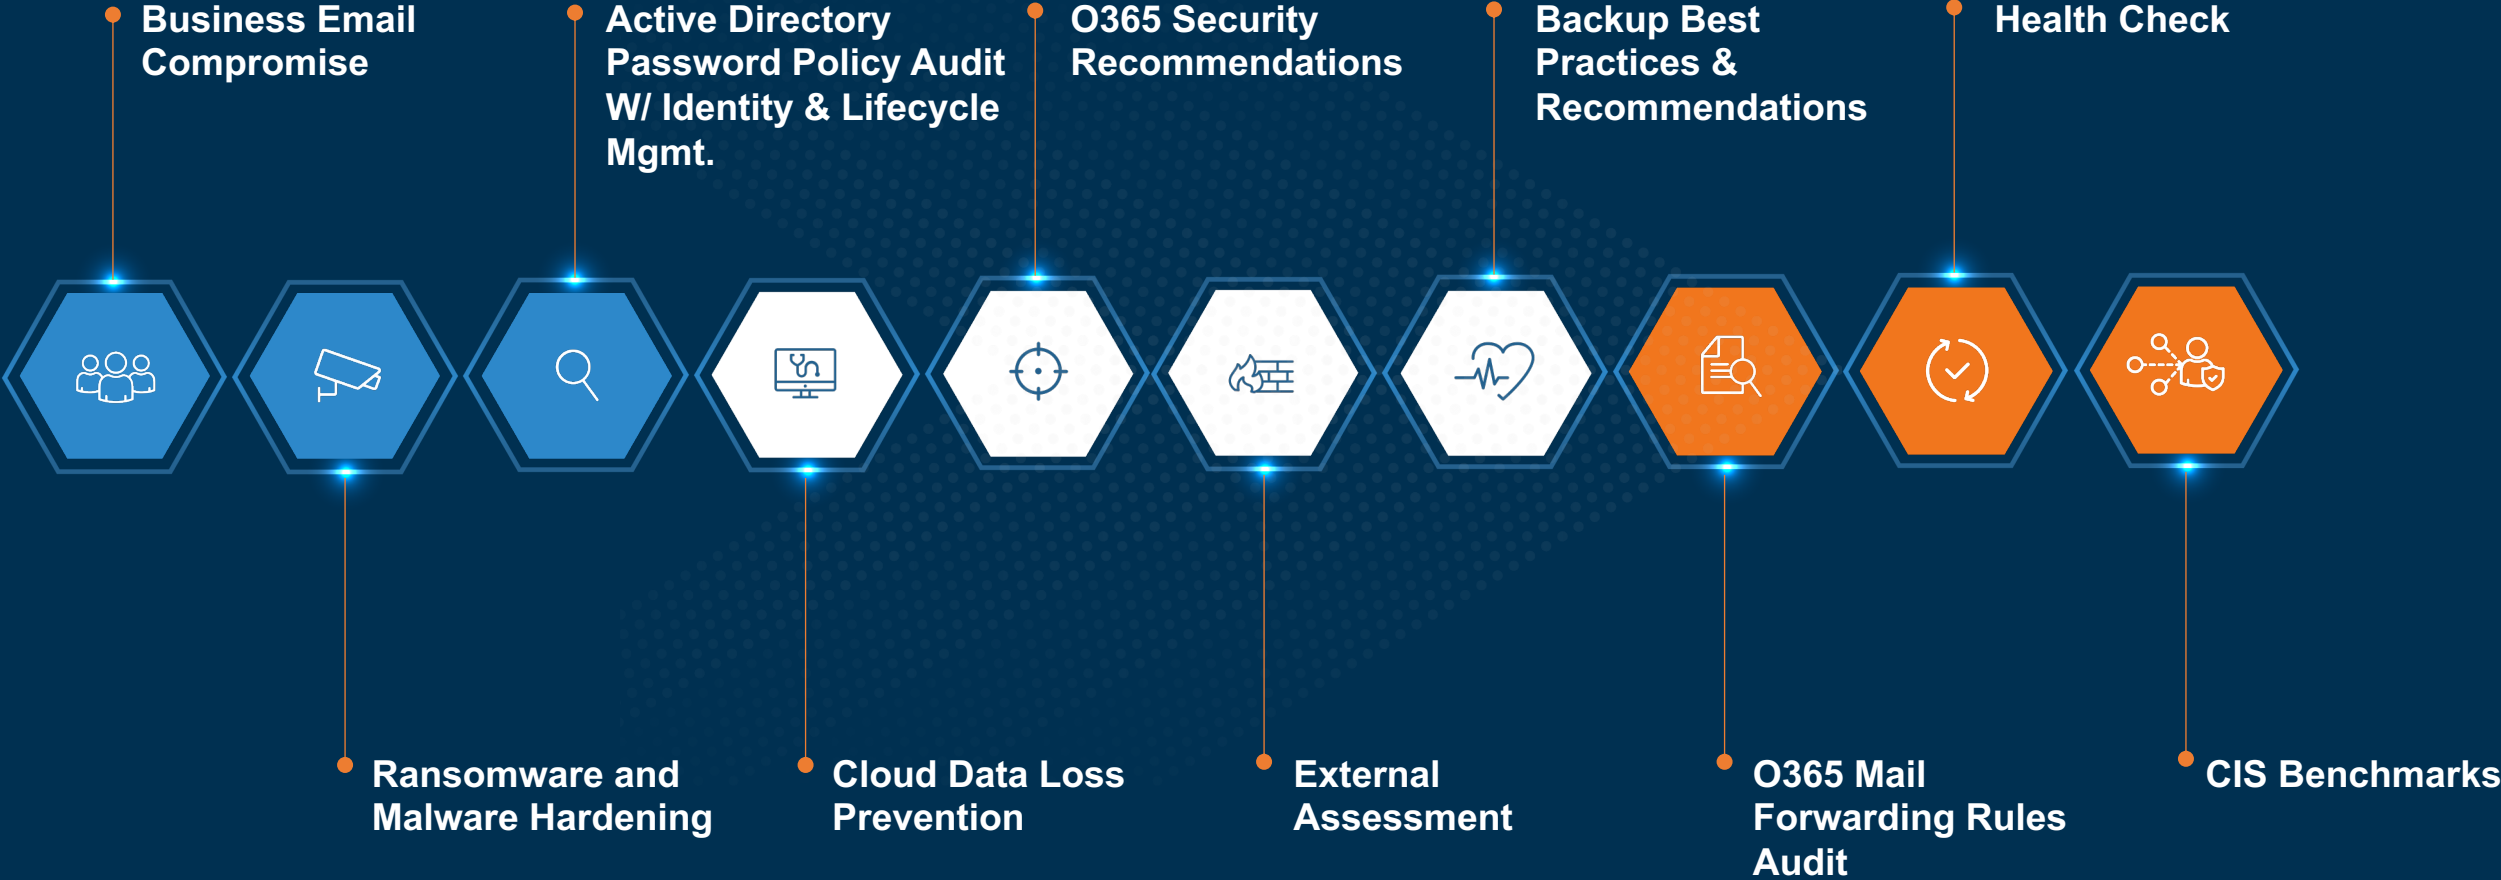 Business Email
Compromise
Active Directory
Password Policy Audit
W/ Identity & Lifecycle
Mgmt.
O365 Security
Recommendations
Backup Best
Practices &
Recommendations
Health Check
Ransomware and
Malware Hardening
Cloud Data Loss
Prevention
External
Assessment
O365 Mail
Forwarding Rules
Audit
CIS Benchmarks